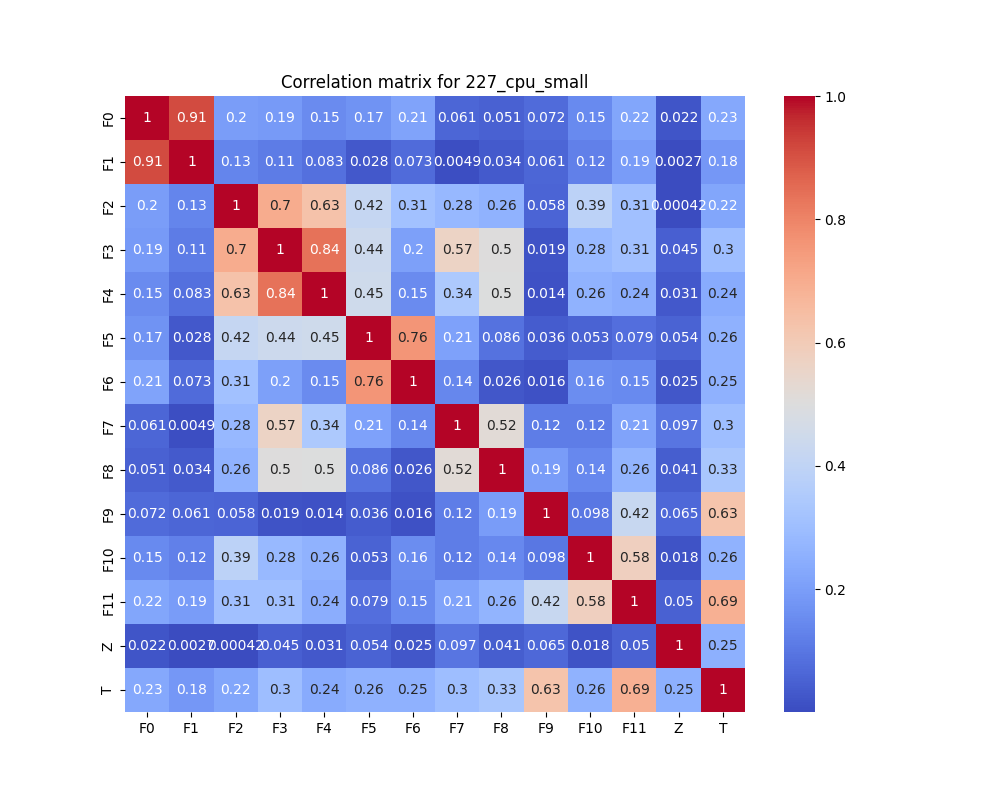 Correlation matrix for 227_cpu_small
F0 1 0.91 0.2 0.19 0.15 0.17 0.21 0.061 0.051 0.072 0.15 0.22 0.022 0.23
F1 0.91 1 0.13 0.11 0.083 0.028 0.073 0.0049 0.034 0.061 0.12 0.19 0.0027 0.18
F2 0.2 0.13 1 0.7 0.63 0.42 0.31 0.28 0.26 0.058 0.39 0.31 0.00042 0.22
F3 0.19 0.11 0.7 1 0.84 0.44 0.2 0.57 0.5 0.019 0.28 0.31 0.045 0.3
F4 0.15 0.083 0.63 0.84 1 0.45 0.15 0.34 0.5 0.014 0.26 0.24 0.031 0.24
F5 0.17 0.028 0.42 0.44 0.45 1 0.76 0.21 0.086 0.036 0.053 0.079 0.054 0.26
F6 0.21 0.073 0.31 0.2 0.15 0.76 1 0.14 0.026 0.016 0.16 0.15 0.025 0.25
F7 0.061 0.0049 0.28 0.57 0.34 0.21 0.14 1 0.52 0.12 0.12 0.21 0.097 0.3
F8 0.051 0.034 0.26 0.5 0.5 0.086 0.026 0.52 1 0.19 0.14 0.26 0.041 0.33
F9 0.072 0.061 0.058 0.019 0.014 0.036 0.016 0.12 0.19 1 0.098 0.42 0.065 0.63
F10 0.15 0.12 0.39 0.28 0.26 0.053 0.16 0.12 0.14 0.098 1 0.58 0.018 0.26
F11 0.22 0.19 0.31 0.31 0.24 0.079 0.15 0.21 0.26 0.42 0.58 1 0.05 0.69
Z 0.022 0.0027 0.00042 0.045 0.031 0.054 0.025 0.097 0.041 0.065 0.018 0.05 1 0.25
T 0.23 0.18 0.22 0.3 0.24 0.26 0.25 0.3 0.33 0.63 0.26 0.69 0.25 1
F0 F1 F2 F3 F4 F5 F6 F7 F8 F9 F10 F11 Z T
1.0
0.8
0.6
0.4
0.2